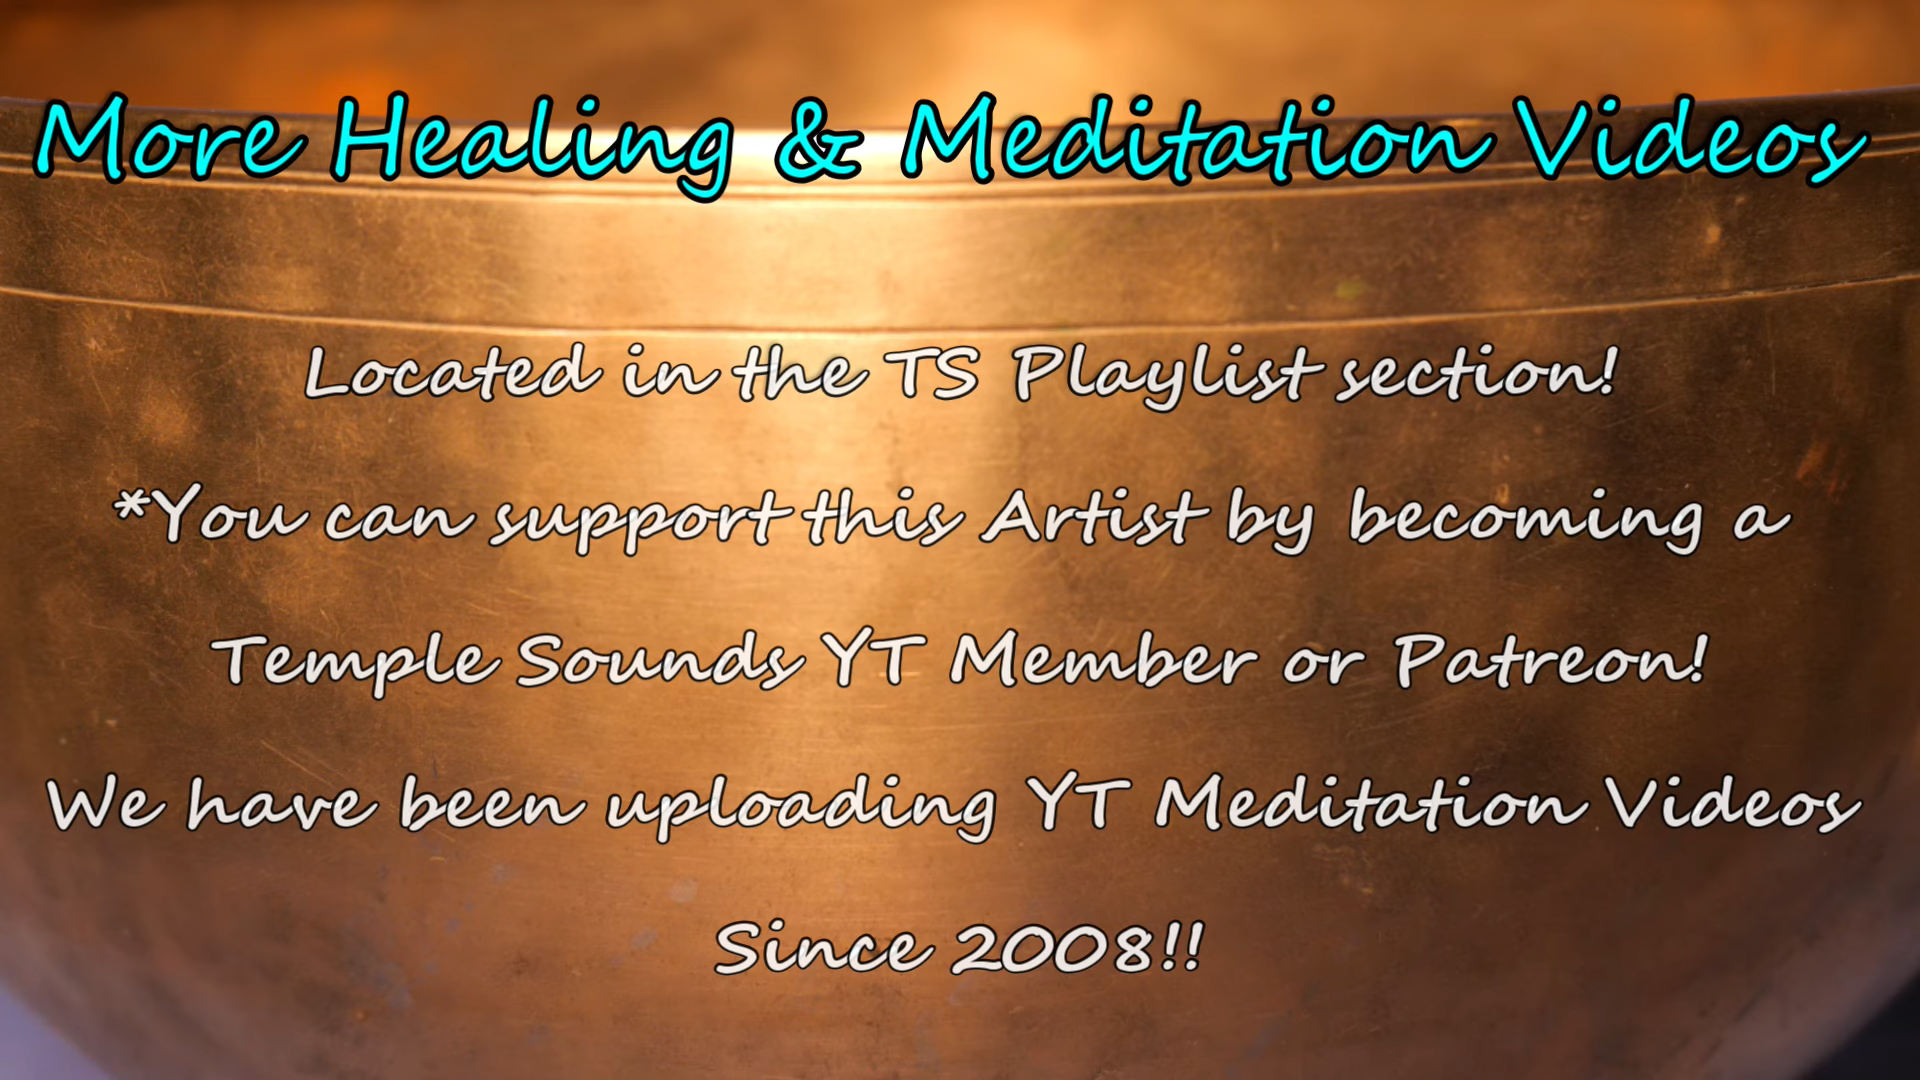 More Healing & Meditation Videos
Located in the TS Playlist section!
*You can support this Artist by becoming a
Temple Sounds YT Member or Patreon!
We have been uploading YT Meditation Videos
Since 2008!!